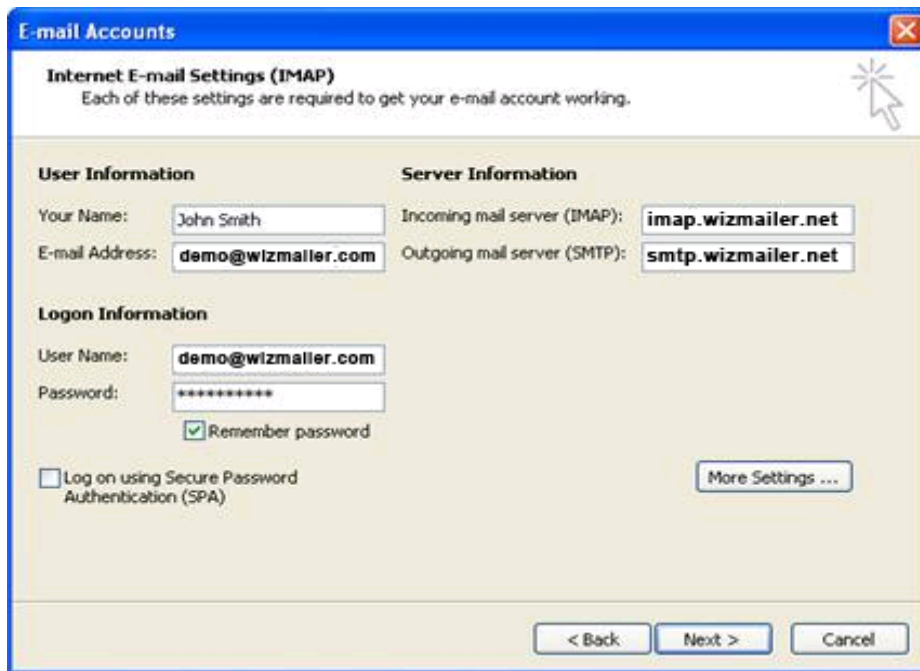 E-mail Accounts
Internet E-mail Settings (IMAP)
Each of these settings are required to get your e-mail account working.
User Information
Your Name: John Smith
E-mail Address: demo@wizmailer.com
Server Information
Incoming mail server (IMAP): imap.wizmailer.net
Outgoing mail server (SMTP): smtp.wizmailer.net
Logon Information
User Name: demo@wizmailer.com
Password: **********
Remember password
Log on using Secure Password
Authentication (SPA)
More Settings ...
< Back
Next >
Cancel